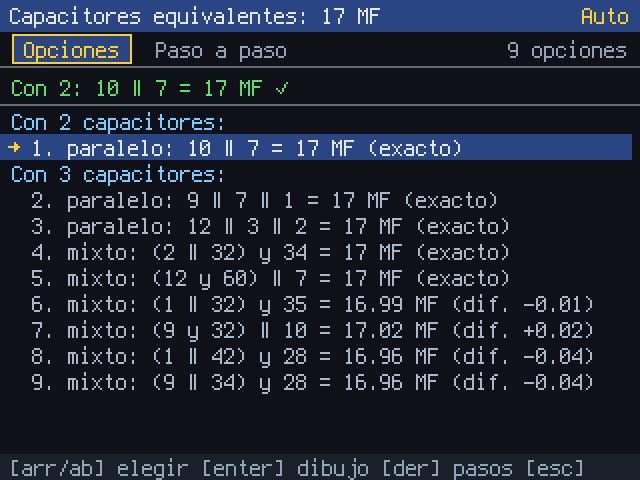 Capacitores equivalentes: 17 MF Auto
Opciones Paso a paso 9 opciones
Con 2: 10 ‖ 7 = 17 MF ✓
Con 2 capacitores:
➔ 1. paralelo: 10 ‖ 7 = 17 MF (exacto)
Con 3 capacitores:
2. paralelo: 9 ‖ 7 ‖ 1 = 17 MF (exacto)
3. paralelo: 12 ‖ 3 ‖ 2 = 17 MF (exacto)
4. mixto: (2 ‖ 32) y 34 = 17 MF (exacto)
5. mixto: (12 y 60) ‖ 7 = 17 MF (exacto)
6. mixto: (1 ‖ 32) y 35 = 16.99 MF (dif. -0.01)
7. mixto: (9 y 32) ‖ 10 = 17.02 MF (dif. +0.02)
8. mixto: (1 ‖ 42) y 28 = 16.96 MF (dif. -0.04)
9. mixto: (9 ‖ 34) y 28 = 16.96 MF (dif. -0.04)
[arr/ab] elegir [enter] dibujo [der] pasos [esc]